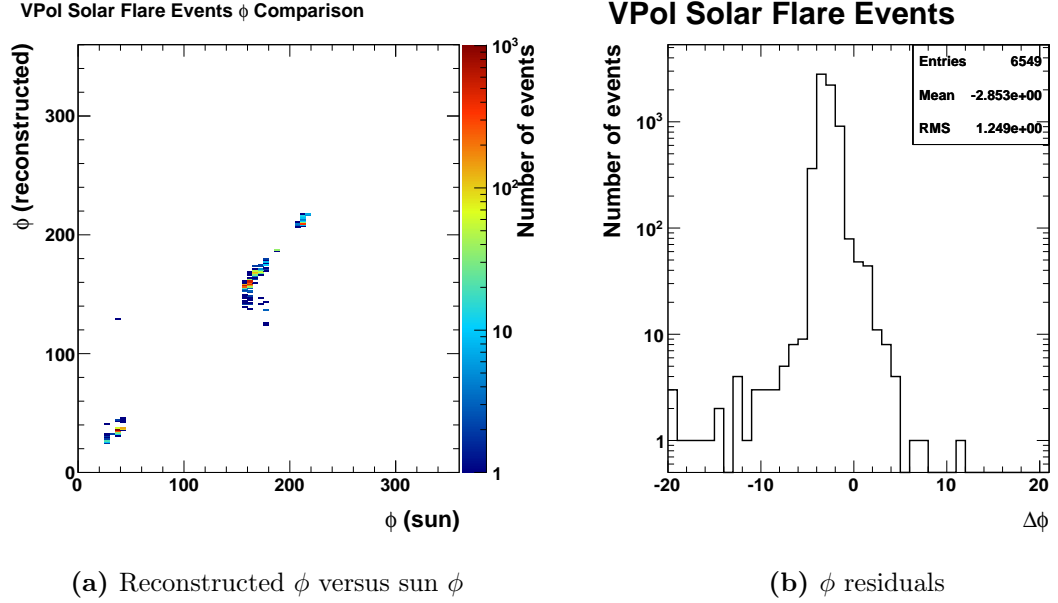 VPol Solar Flare Events ϕ Comparison
ϕ (reconstructed)
300
200
100
0
0 100 200 300
ϕ (sun)
10³
10²
10
1
Number of events
(a) Reconstructed ϕ versus sun ϕ
VPol Solar Flare Events
Number of events
Entries 6549
Mean -2.853e+00
RMS 1.249e+00
10³
10²
10
1
-20 -10 0 10 20
Δϕ
(b) ϕ residuals